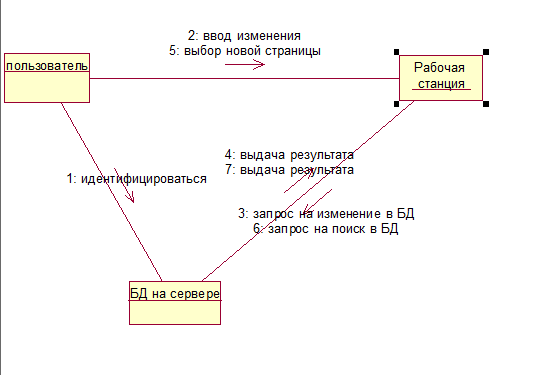 2: ввод изменения
5: выбор новой страницы
пользователь
Рабочая
станция
4: выдача результата
7: выдача результата
1: идентифицироваться
3: запрос на изменение в БД
6: запрос на поиск в БД
БД на сервере